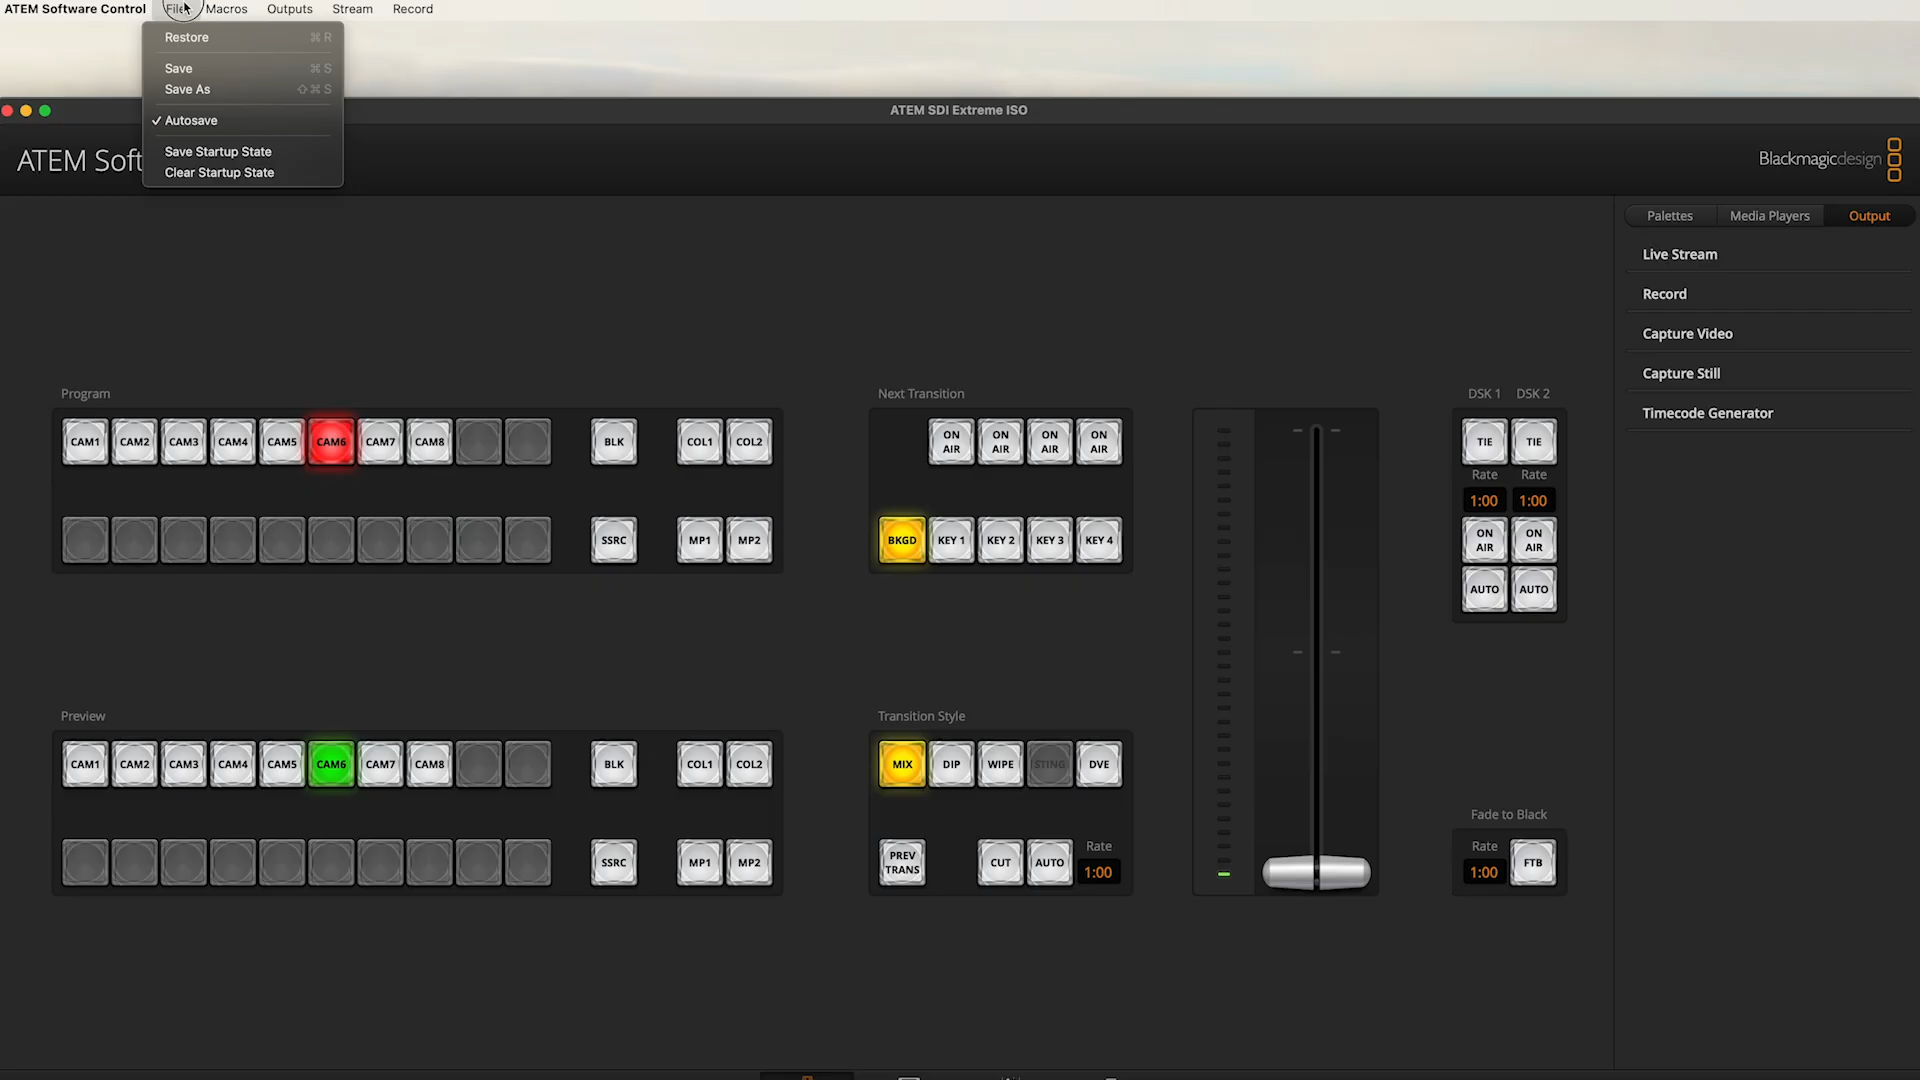 ATEM Software Control File Macros Outputs Stream Record
Restore ⌘ R
Save ⌘ S
Save As ⇧ ⌘ S
✓ Autosave
Save Startup State
Clear Startup State
ATEM SDI Extreme ISO
ATEM Soft
Blackmagicdesign
Palettes Media Players Output
Live Stream
Record
Capture Video
Capture Still
Timecode Generator
Program
CAM1 CAM2 CAM3 CAM4 CAM5 CAM6 CAM7 CAM8 BLK COL1 COL2
SSRC MP1 MP2
Next Transition
ON AIR ON AIR ON AIR ON AIR
BKGD KEY 1 KEY 2 KEY 3 KEY 4
DSK 1 DSK 2
TIE TIE
Rate Rate
1:00 1:00
ON AIR ON AIR
AUTO AUTO
Preview
CAM1 CAM2 CAM3 CAM4 CAM5 CAM6 CAM7 CAM8 BLK COL1 COL2
SSRC MP1 MP2
Transition Style
MIX DIP WIPE STING DVE
PREV TRANS CUT AUTO Rate
1:00
Fade to Black
Rate
1:00 FTB